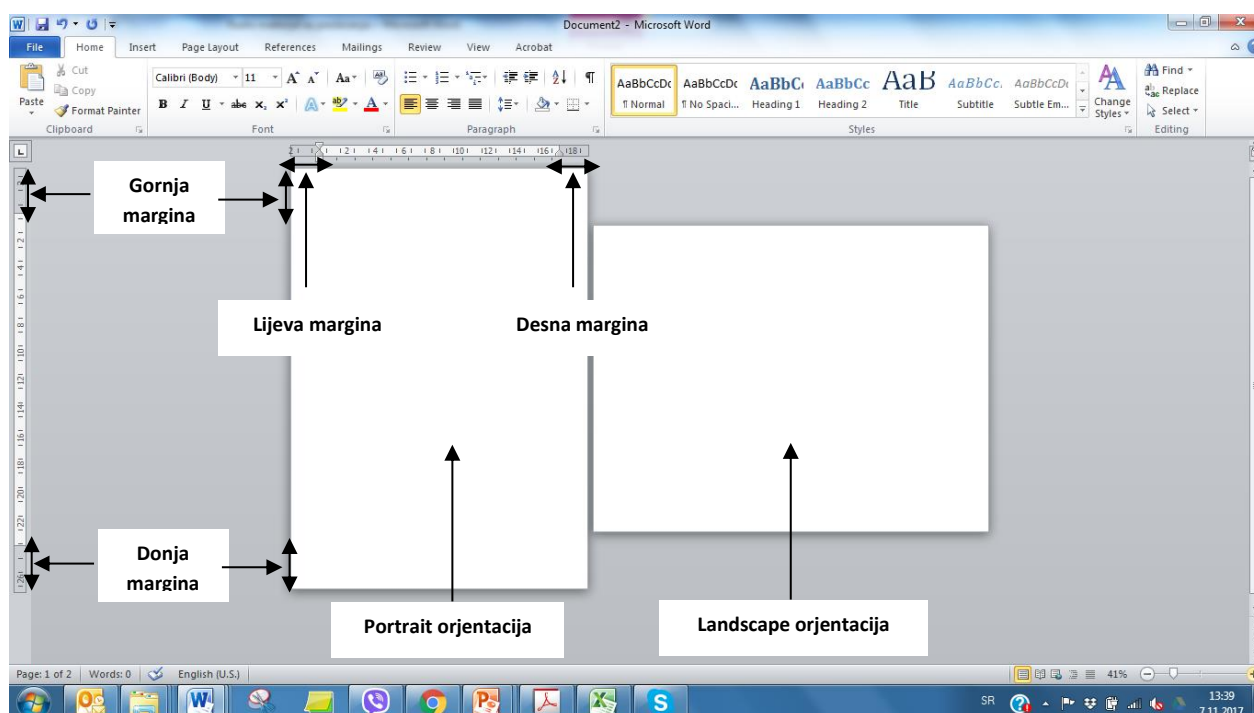 Document2 - Microsoft Word
File Home Insert Page Layout References Mailings Review View Acrobat
Cut
Copy
Format Painter
Paste
Calibri (Body) 11
AaBbCcDc AaBbCcDc AaBbC AaBbCc AaB AaBbCc. AaBbCcDc
¶ Normal ¶ No Spaci... Heading 1 Heading 2 Title Subtitle Subtle Em...
Change
Styles
Find
Replace
Select
Clipboard Font Paragraph Styles Editing
Gornja
margina
Lijeva margina Desna margina
Donja
margina
Portrait orjentacija Landscape orjentacija
Page: 1 of 2 Words: 0 English (U.S.) 41%
SR 13:39
7.11.2017